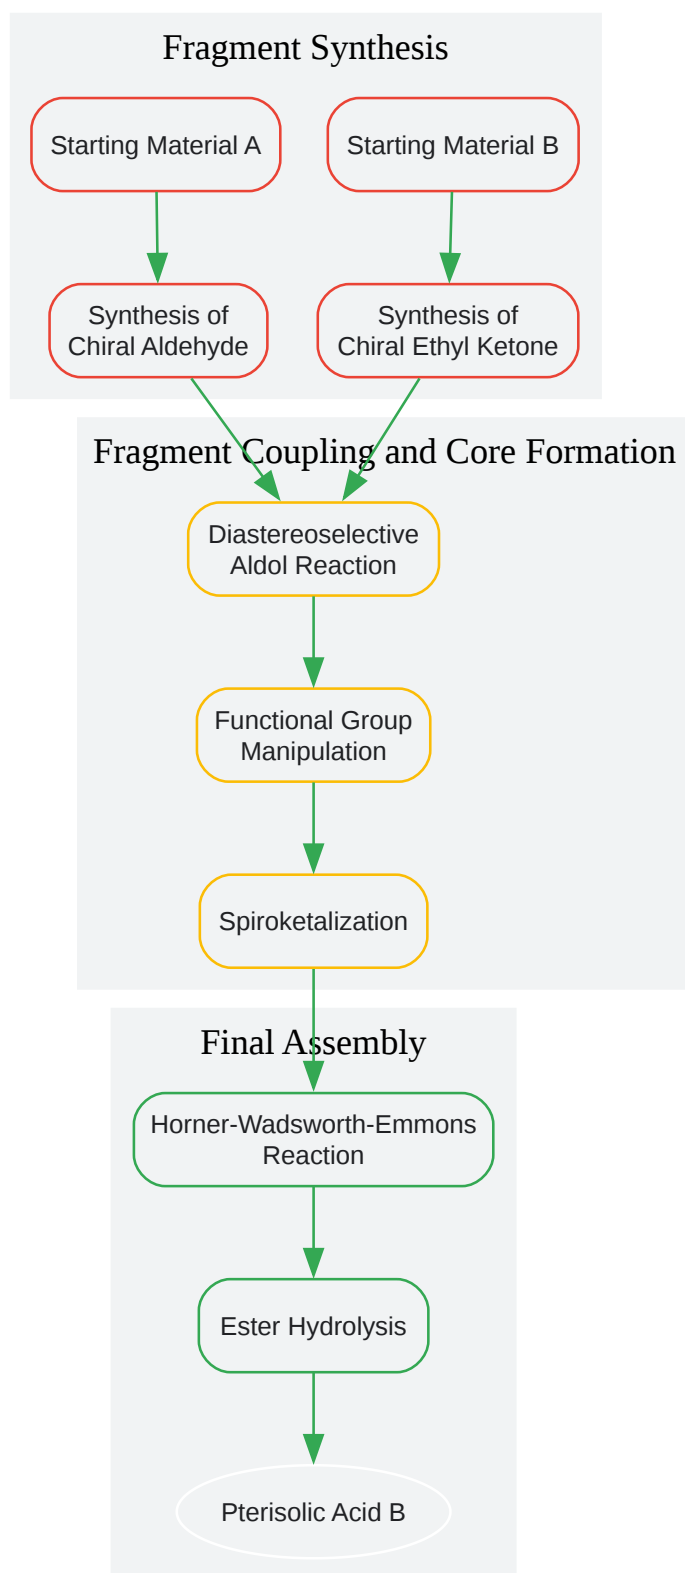 Fragment Synthesis
Starting Material A
Starting Material B
Synthesis of
Chiral Aldehyde
Synthesis of
Chiral Ethyl Ketone
Fragment Coupling and Core Formation
Diastereoselective
Aldol Reaction
Functional Group
Manipulation
Spiroketalization
Final Assembly
Horner-Wadsworth-Emmons
Reaction
Ester Hydrolysis
Pterisolic Acid B